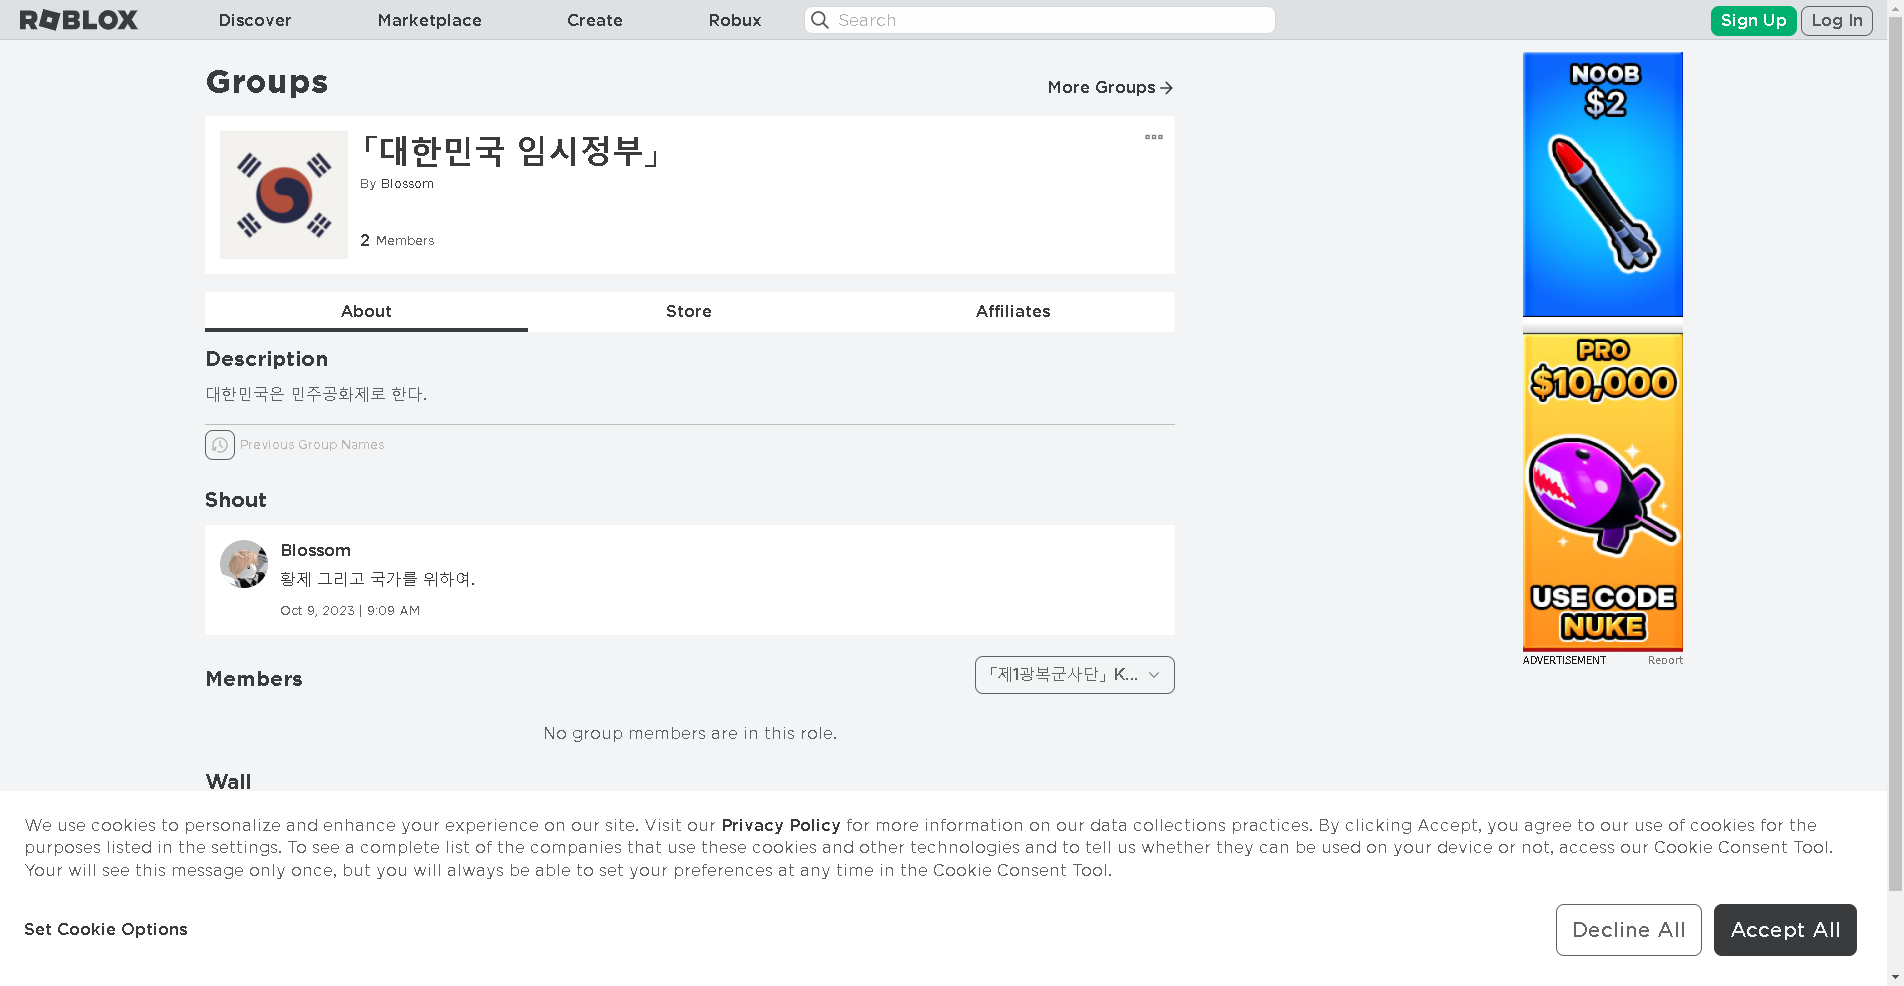 ROBLOX
Discover
Marketplace
Create
Robux
Search
Sign Up
Log In
Groups
More Groups
「대한민국 임시정부」
By Blossom
2 Members
About
Store
Affiliates
Description
대한민국은 민주공화제로 한다.
Previous Group Names
Shout
Blossom
황제 그리고 국가를 위하여.
Oct 9, 2023 | 9:09 AM
Members
「제1광복군사단」 K...
No group members are in this role.
Wall
NOOB
$2
PRO
$10,000
USE CODE
NUKE
ADVERTISEMENT
Report
We use cookies to personalize and enhance your experience on our site. Visit our Privacy Policy for more information on our data collections practices. By clicking Accept, you agree to our use of cookies for the
purposes listed in the settings. To see a complete list of the companies that use these cookies and other technologies and to tell us whether they can be used on your device or not, access our Cookie Consent Tool.
Your will see this message only once, but you will always be able to set your preferences at any time in the Cookie Consent Tool.
Set Cookie Options
Decline All
Accept All